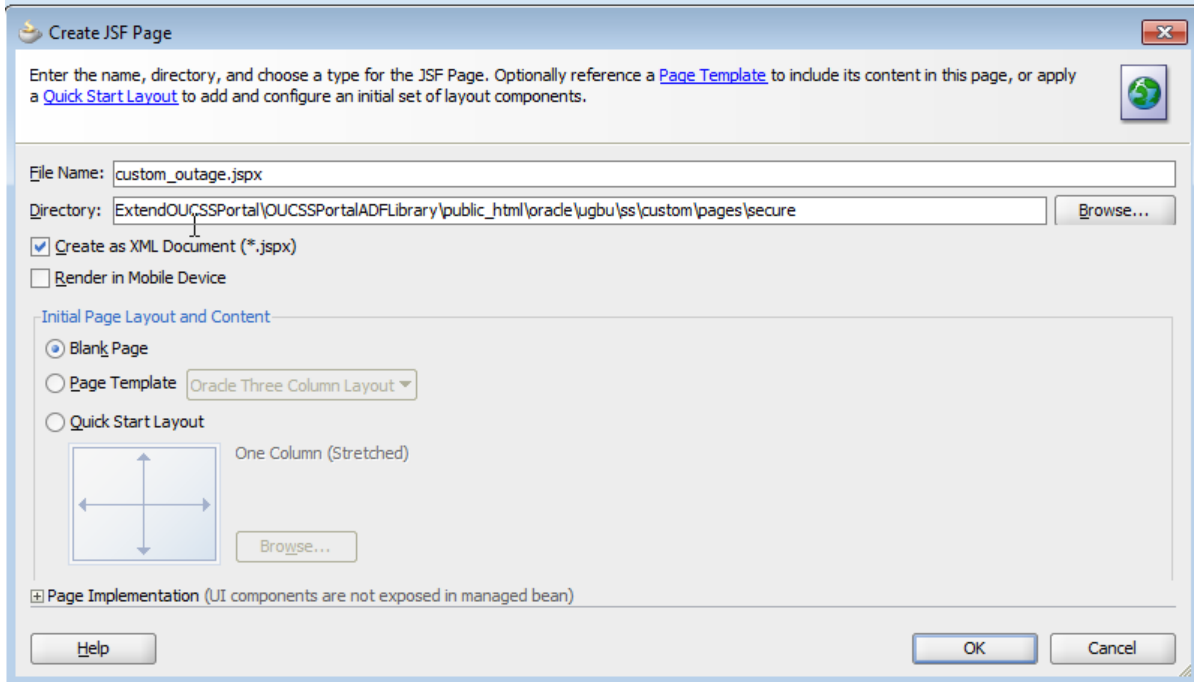 Create JSF Page
Enter the name, directory, and choose a type for the JSF Page. Optionally reference a Page Template to include its content in this page, or apply
a Quick Start Layout to add and configure an initial set of layout components.
File Name: custom_outage.jspx
Directory: ExtendOUCSSPortal\OUCSSPortalADFLibrary\public_html\oracle\ugbu\ss\custom\pages\secure Browse...
Create as XML Document (*.jspx)
Render in Mobile Device
Initial Page Layout and Content
Blank Page
Page Template Oracle Three Column Layout
Quick Start Layout
One Column (Stretched)
Browse...
Page Implementation (UI components are not exposed in managed bean)
Help OK Cancel